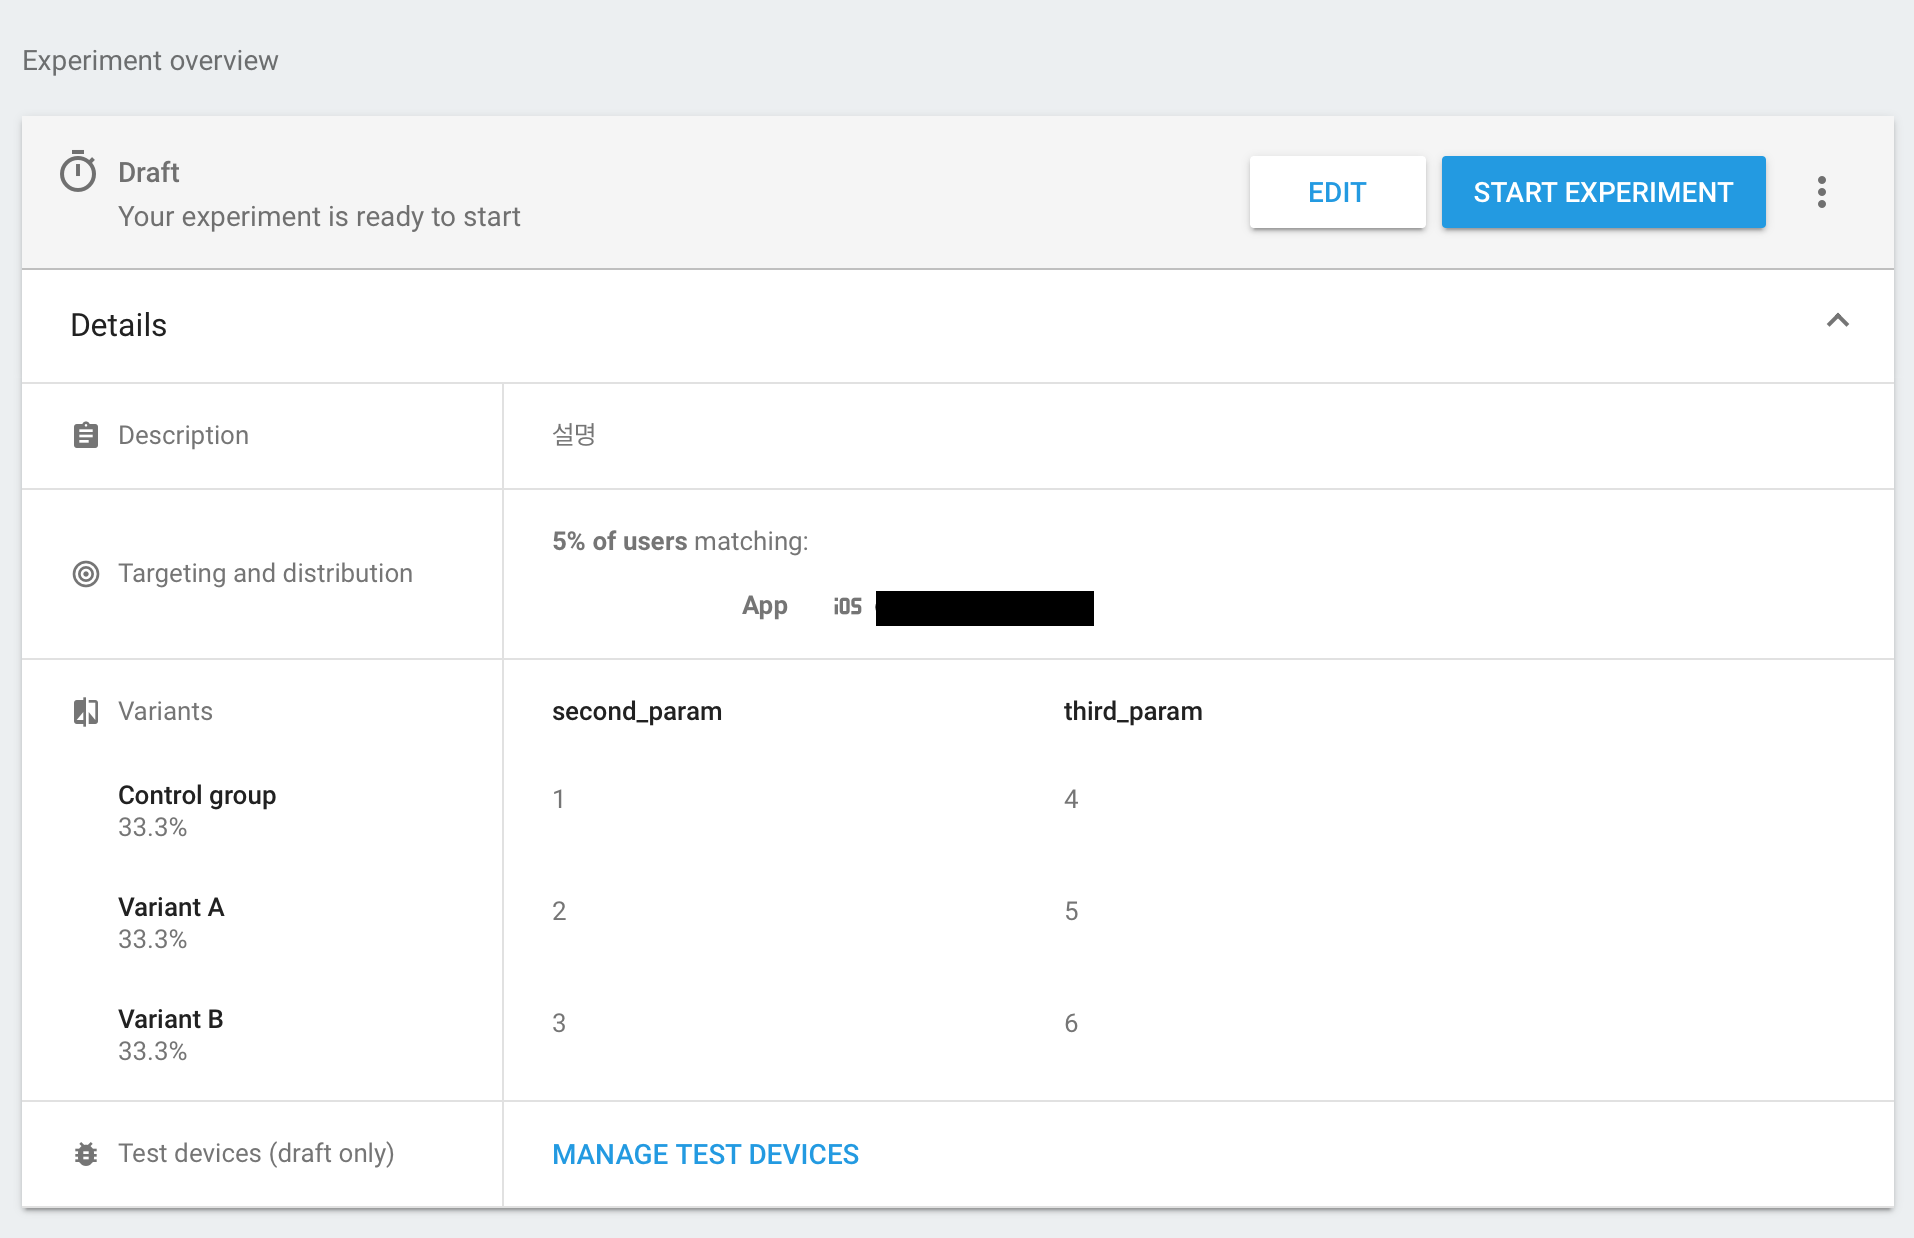 Experiment overview
Draft
Your experiment is ready to start
EDIT
START EXPERIMENT
Details
Description
설명
Targeting and distribution
5% of users matching:
App iOS
Variants second_param third_param
Control group
33.3%
1 4
Variant A
33.3%
2 5
Variant B
33.3%
3 6
Test devices (draft only)
MANAGE TEST DEVICES